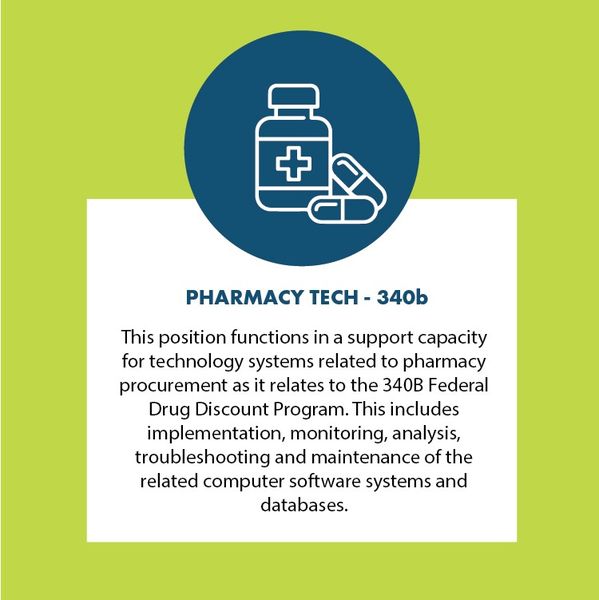 PHARMACY TECH - 340b
This position functions in a support capacity
for technology systems related to pharmacy
procurement as it relates to the 340B Federal
Drug Discount Program. This includes
implementation, monitoring, analysis,
troubleshooting and maintenance of the
related computer software systems and
databases.